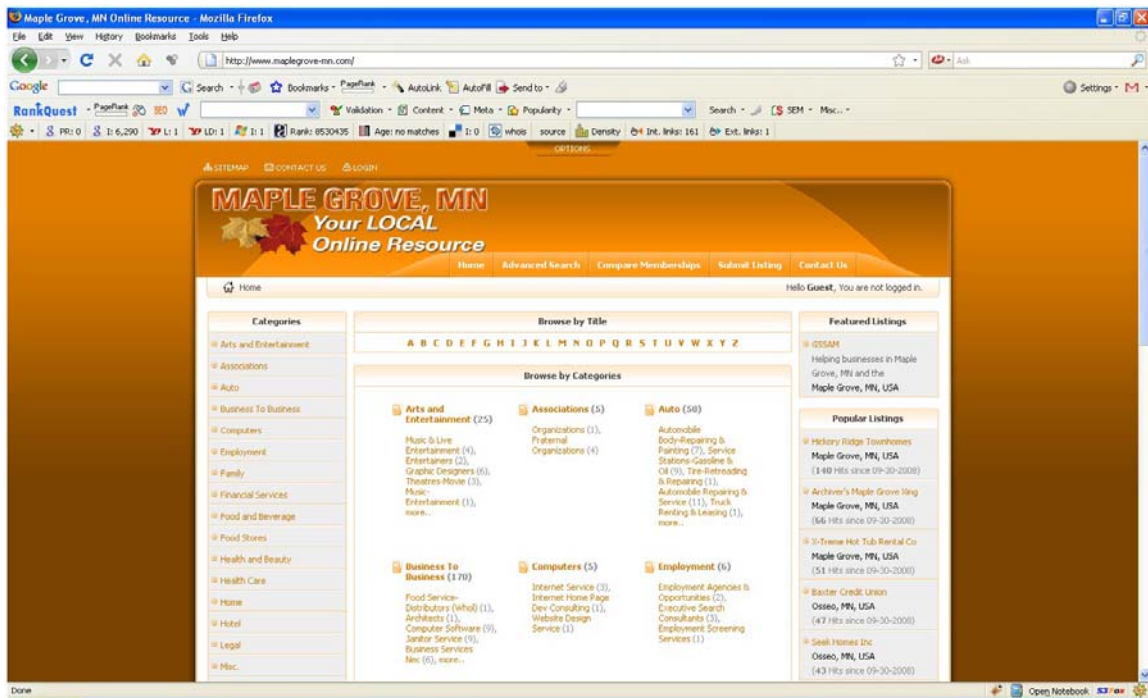 Maple Grove, MN Online Resource - Mozilla Firefox
File Edit View History Bookmarks Tools Help
http://www.maplegrove-mn.com/
Ask
Google Search Bookmarks PageRank AutoLink AutoFill Send to Settings
RankQuest PageRank SEO Validation Content Meta Popularity Search SEM Misc..
PR: 0 I: 6,290 L: 1 LD: 1 I: 1 Rank: 8530435 Age: no matches I: 0 whois source Density Int. links: 161 Ext. links: 1
OPTIONS
SITEMAP CONTACT US LOGIN
MAPLE GROVE, MN
Your LOCAL
Online Resource
Home Advanced Search Compare Memberships Submit Listing Contact Us
Home
Hello Guest, You are not logged in.
Categories
Arts and Entertainment
Associations
Auto
Business To Business
Computers
Employment
Family
Financial Services
Food and Beverage
Food Stores
Health and Beauty
Health Care
Home
Hotel
Legal
Misc.
Browse by Title
A B C D E F G H I J K L M N O P Q R S T U V W X Y Z
Browse by Categories
Arts and
Entertainment (25)
Music & Live
Entertainment (4),
Entertainers (2),
Graphic Designers (6),
Theatres-Movie (3),
Music-
Entertainment (1),
more...
Associations (5)
Organizations (1),
Fraternal
Organizations (4)
Auto (50)
Automobile
Body-Repairing &
Painting (7), Service
Stations-Gasoline &
Oil (9), Tire-Retreading
& Repairing (1),
Automobile Repairing &
Service (11), Truck
Renting & Leasing (1),
more...
Business To
Business (170)
Food Service-
Distributors (Whol) (1),
Architects (1),
Computer Software (9),
Janitor Service (9),
Business Services
Nec (6), more...
Computers (5)
Internet Service (3),
Internet Home Page
Dev Consulting (1),
Website Design
Service (1)
Employment (6)
Employment Agencies &
Opportunities (2),
Executive Search
Consultants (3),
Employment Screening
Services (1)
Featured Listings
GSSAM
Helping businesses in Maple
Grove, MN and the
Maple Grove, MN, USA
Popular Listings
Hickory Ridge Townhomes
Maple Grove, MN, USA
(140 Hits since 09-30-2008)
Archiver's Maple Grove Xing
Maple Grove, MN, USA
(66 Hits since 09-30-2008)
X-Treme Hot Tub Rental Co
Maple Grove, MN, USA
(51 Hits since 09-30-2008)
Baxter Credit Union
Osseo, MN, USA
(47 Hits since 09-30-2008)
Seek Homes Inc
Osseo, MN, USA
(43 Hits since 09-30-2008)
Done
Open Notebook